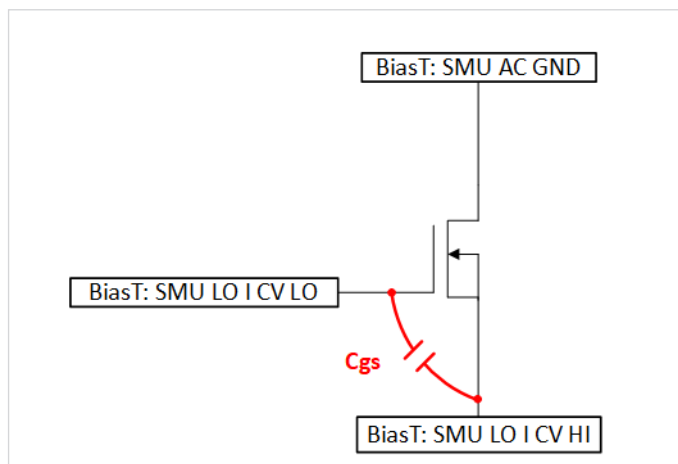 BiasT: SMU AC GND
BiasT: SMU LO I CV LO
Cgs
BiasT: SMU LO I CV HI